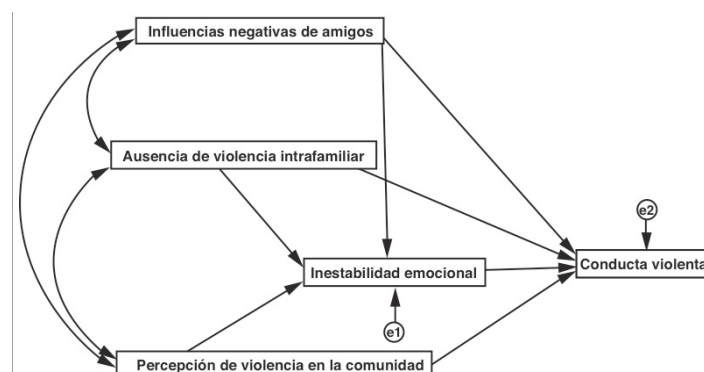 Influencias negativas de amigos
Ausencia de violencia intrafamiliar
e2
Conducta violenta
Inestabilidad emocional
e1
Percepción de violencia en la comunidad